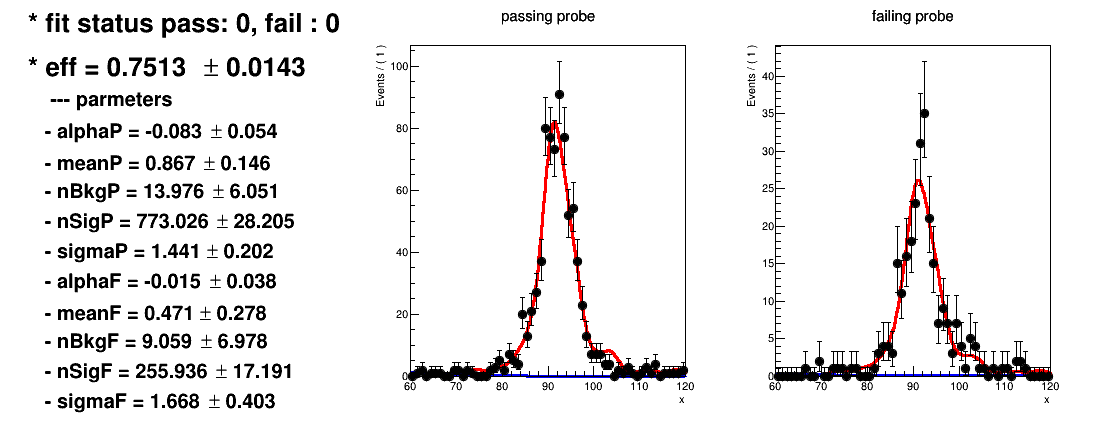 * fit status pass: 0, fail : 0
* eff = 0.7513 ± 0.0143
--- parmeters
- alphaP = -0.083 ± 0.054
- meanP = 0.867 ± 0.146
- nBkgP = 13.976 ± 6.051
- nSigP = 773.026 ± 28.205
- sigmaP = 1.441 ± 0.202
- alphaF = -0.015 ± 0.038
- meanF = 0.471 ± 0.278
- nBkgF = 9.059 ± 6.978
- nSigF = 255.936 ± 17.191
- sigmaF = 1.668 ± 0.403
passing probe
Events / ( 1 )
100
80
60
40
20
0
60 70 80 90 100 110 120
x
failing probe
Events / ( 1 )
40
35
30
25
20
15
10
5
0
60 70 80 90 100 110 120
x